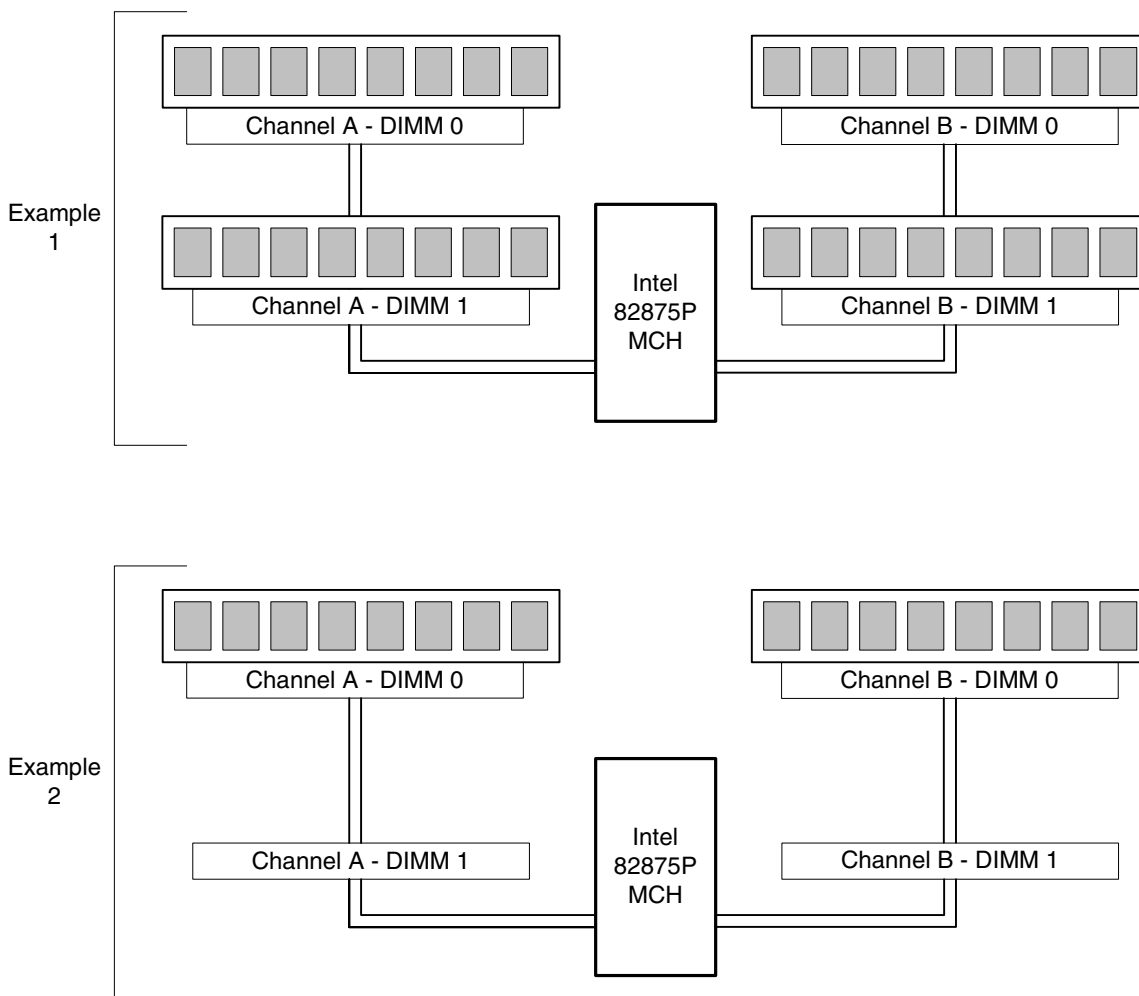 Channel A - DIMM 0
Channel B - DIMM 0
Example
1
Channel A - DIMM 1
Intel
82875P
MCH
Channel B - DIMM 1
Channel A - DIMM 0
Channel B - DIMM 0
Example
2
Channel A - DIMM 1
Intel
82875P
MCH
Channel B - DIMM 1